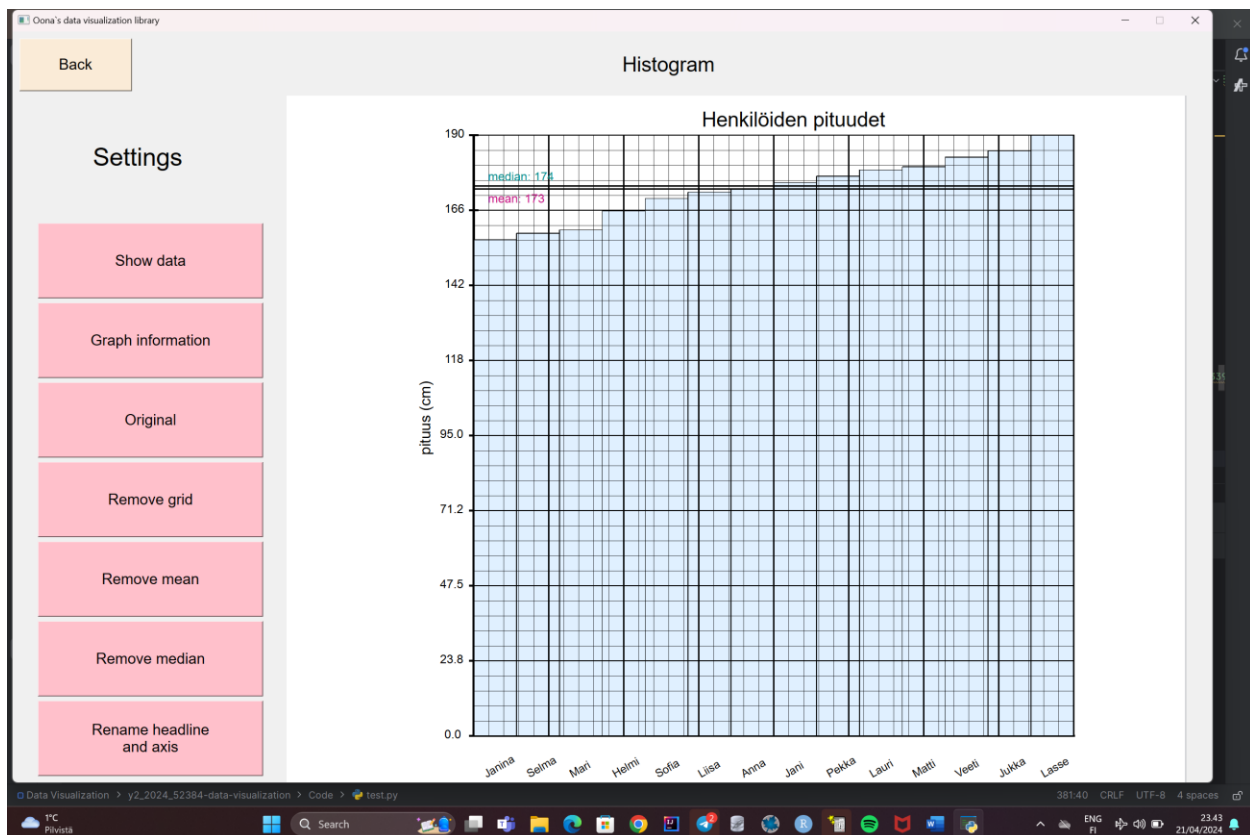 Oona's data visualization library
Back
Histogram
Settings
Show data
Graph information
Original
Remove grid
Remove mean
Remove median
Rename headline
and axis
Henkilöiden pituudet
pituus (cm)
190
166
142
118
95.0
71.2
47.5
23.8
0.0
median: 174
mean: 173
Janina
Selma
Mari
Helmi
Sofia
Liisa
Anna
Jani
Pekka
Lauri
Matti
Veeti
Jukka
Lasse
Data Visualization > y2_2024_52384-data-visualization > Code > test.py
381:40 CRLF UTF-8 4 spaces
1°C
Pilvistä
Search
2
ENG
FI
23.43
21/04/2024